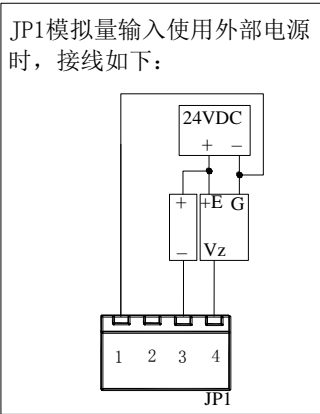 JP1模拟量输入使用外部电源
时，接线如下：
24VDC
+ −
+ +E G
− Vz
1 2 3 4
JP1